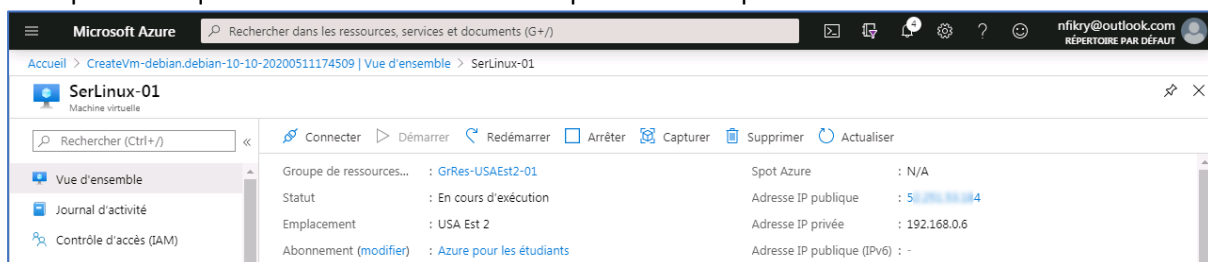 Microsoft Azure Rechercher dans les ressources, services et documents (G+/) 4 nfikry@outlook.com
RÉPERTOIRE PAR DÉFAUT
Accueil > CreateVm-debian.debian-10-10-20200511174509 | Vue d'ensemble > SerLinux-01
SerLinux-01
Machine virtuelle
Rechercher (Ctrl+/) « Connecter Démarrer Redémarrer Arrêter Capturer Supprimer Actualiser
Vue d'ensemble
Journal d'activité
Contrôle d'accès (IAM)
Groupe de ressources... : GrRes-USAEst2-01
Statut : En cours d'exécution
Emplacement : USA Est 2
Abonnement (modifier) : Azure pour les étudiants
Spot Azure : N/A
Adresse IP publique : 5 4
Adresse IP privée : 192.168.0.6
Adresse IP publique (IPv6) : -